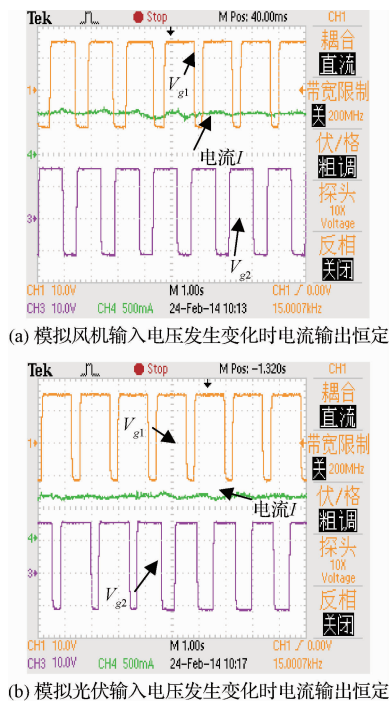 Tek Stop M Pos: 40.00ms CH1
耦合
直流
带宽限制
关 200MHz
伏/格
粗调
探头
10X
Voltage
反相
关闭
Vg1
电流I
Vg2
1
4
3
CH1 10.0V M 1.00s CH1 / 0.00V
CH3 10.0V CH4 500mA 24-Feb-14 10:13 15.0007kHz
(a) 模拟风机输入电压发生变化时电流输出恒定
Tek Stop M Pos: -1.320s CH1
耦合
直流
带宽限制
关 200MHz
伏/格
粗调
探头
10X
Voltage
反相
关闭
Vg1
电流I
Vg2
1
4
3
CH1 10.0V M 1.00s CH1 / 0.00V
CH3 10.0V CH4 500mA 24-Feb-14 10:17 15.0007kHz
(b) 模拟光伏输入电压发生变化时电流输出恒定